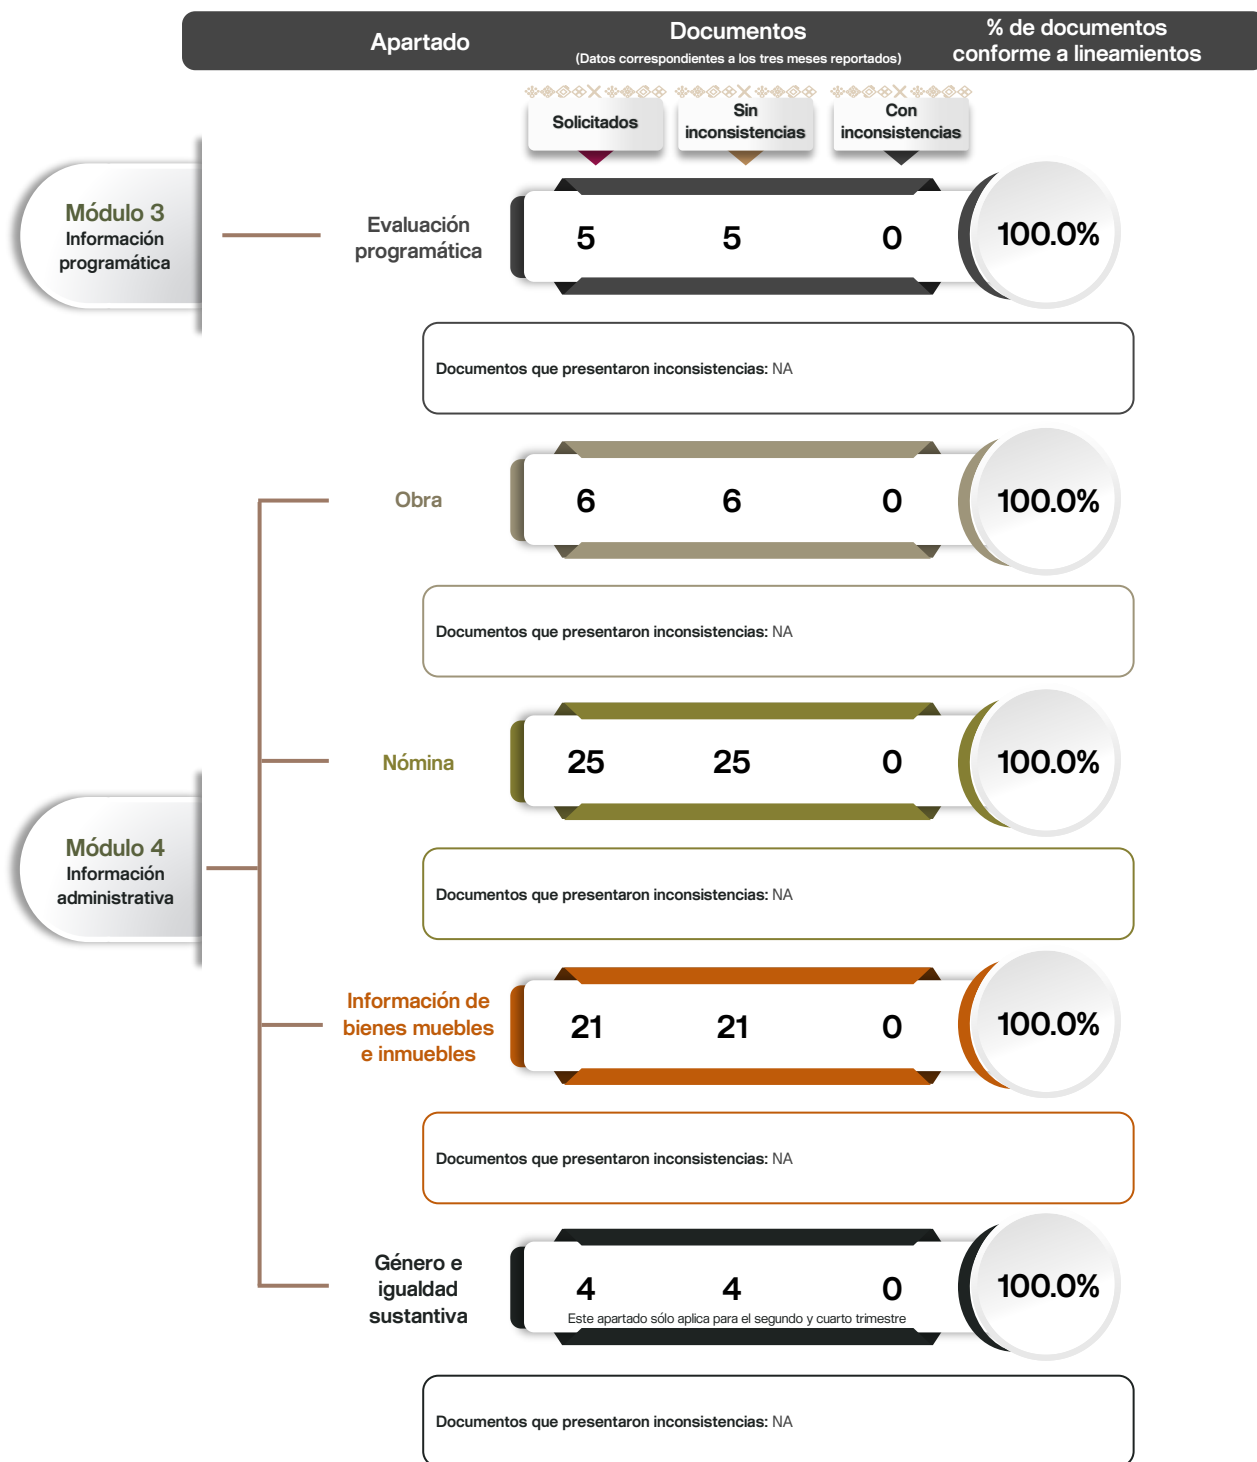 Apartado
Documentos
(Datos correspondientes a los tres meses reportados)
% de documentos
conforme a lineamientos
Solicitados
Sin
inconsistencias
Con
inconsistencias
Módulo 3
Información
programática
Evaluación
programática
5 5 0 100.0%
Documentos que presentaron inconsistencias: NA
Obra
6 6 0 100.0%
Documentos que presentaron inconsistencias: NA
Nómina
25 25 0 100.0%
Módulo 4
Información
administrativa
Documentos que presentaron inconsistencias: NA
Información de
bienes muebles
e inmuebles
21 21 0 100.0%
Documentos que presentaron inconsistencias: NA
Género e
igualdad
sustantiva
4 4 0 100.0%
Este apartado sólo aplica para el segundo y cuarto trimestre
Documentos que presentaron inconsistencias: NA